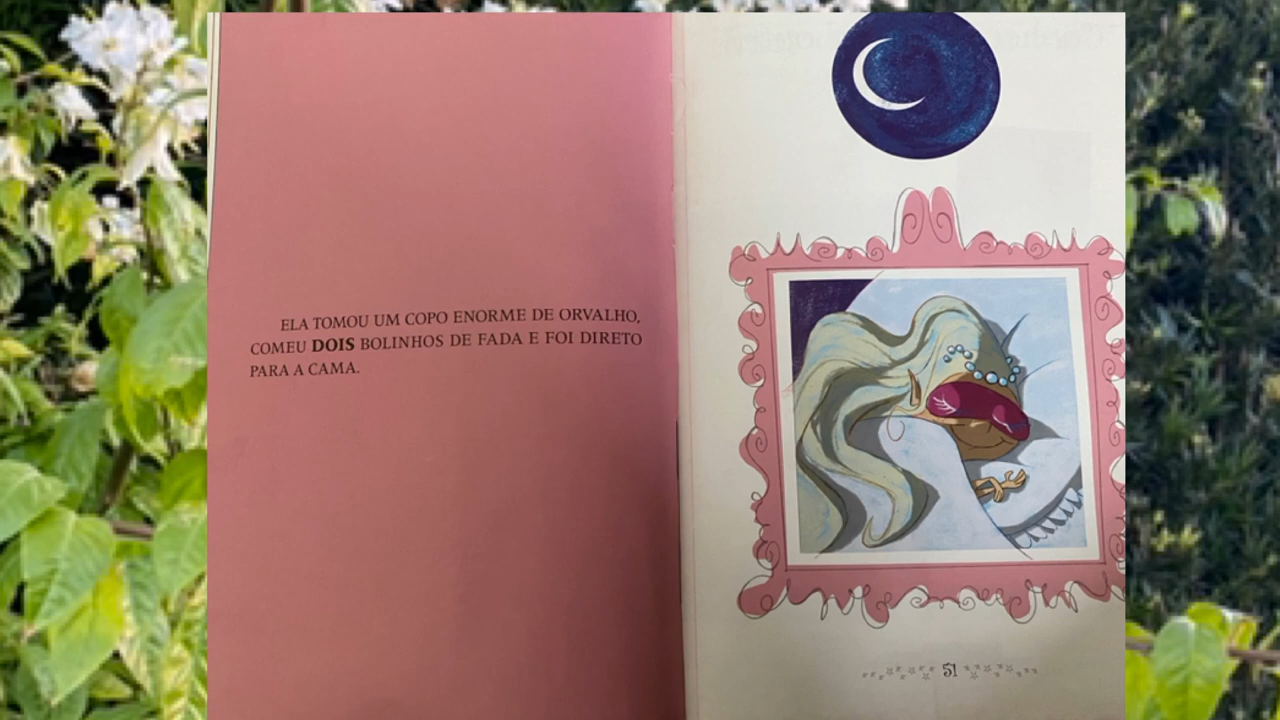 ELA TOMOU UM COPO ENORME DE ORVALHO,
COMEU DOIS BOLINHOS DE FADA E FOI DIRETO
PARA A CAMA.
51